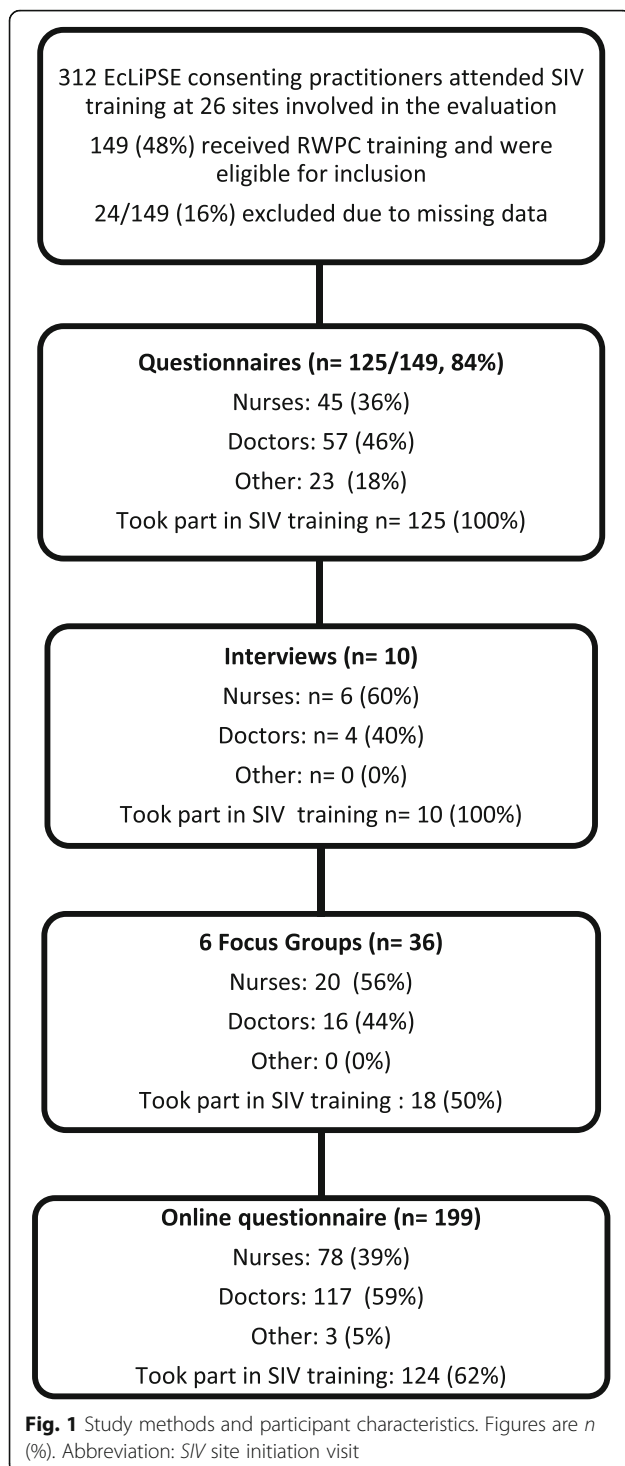 312 EcLiPSE consenting practitioners attended SIV
training at 26 sites involved in the evaluation
149 (48%) received RWPC training and were
eligible for inclusion
24/149 (16%) excluded due to missing data
Questionnaires (n= 125/149, 84%)
Nurses: 45 (36%)
Doctors: 57 (46%)
Other: 23 (18%)
Took part in SIV training n= 125 (100%)
Interviews (n= 10)
Nurses: n= 6 (60%)
Doctors: n= 4 (40%)
Other: n= 0 (0%)
Took part in SIV training n= 10 (100%)
6 Focus Groups (n= 36)
Nurses: 20 (56%)
Doctors: 16 (44%)
Other: 0 (0%)
Took part in SIV training : 18 (50%)
Online questionnaire (n= 199)
Nurses: 78 (39%)
Doctors: 117 (59%)
Other: 3 (5%)
Took part in SIV training: 124 (62%)
Fig. 1 Study methods and participant characteristics. Figures are n
(%). Abbreviation: SIV site initiation visit